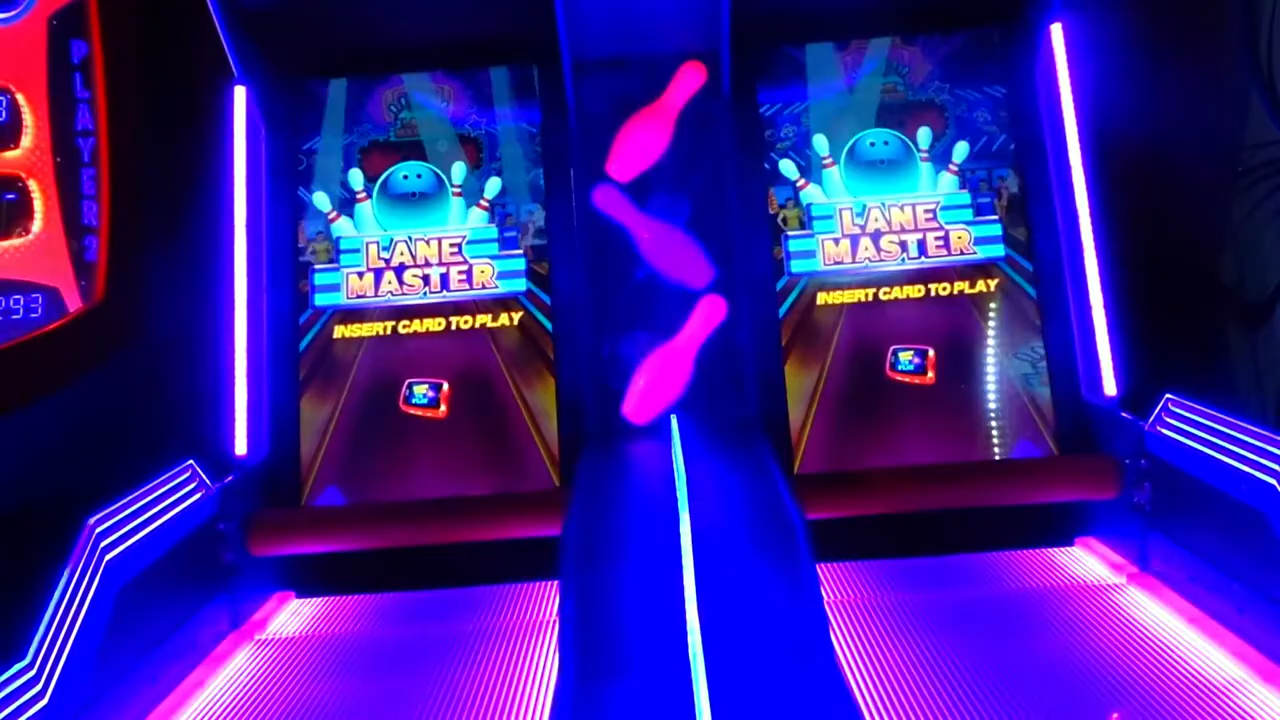 PLAYER 2
293
LANE
MASTER
INSERT CARD TO PLAY
LANE
MASTER
INSERT CARD TO PLAY